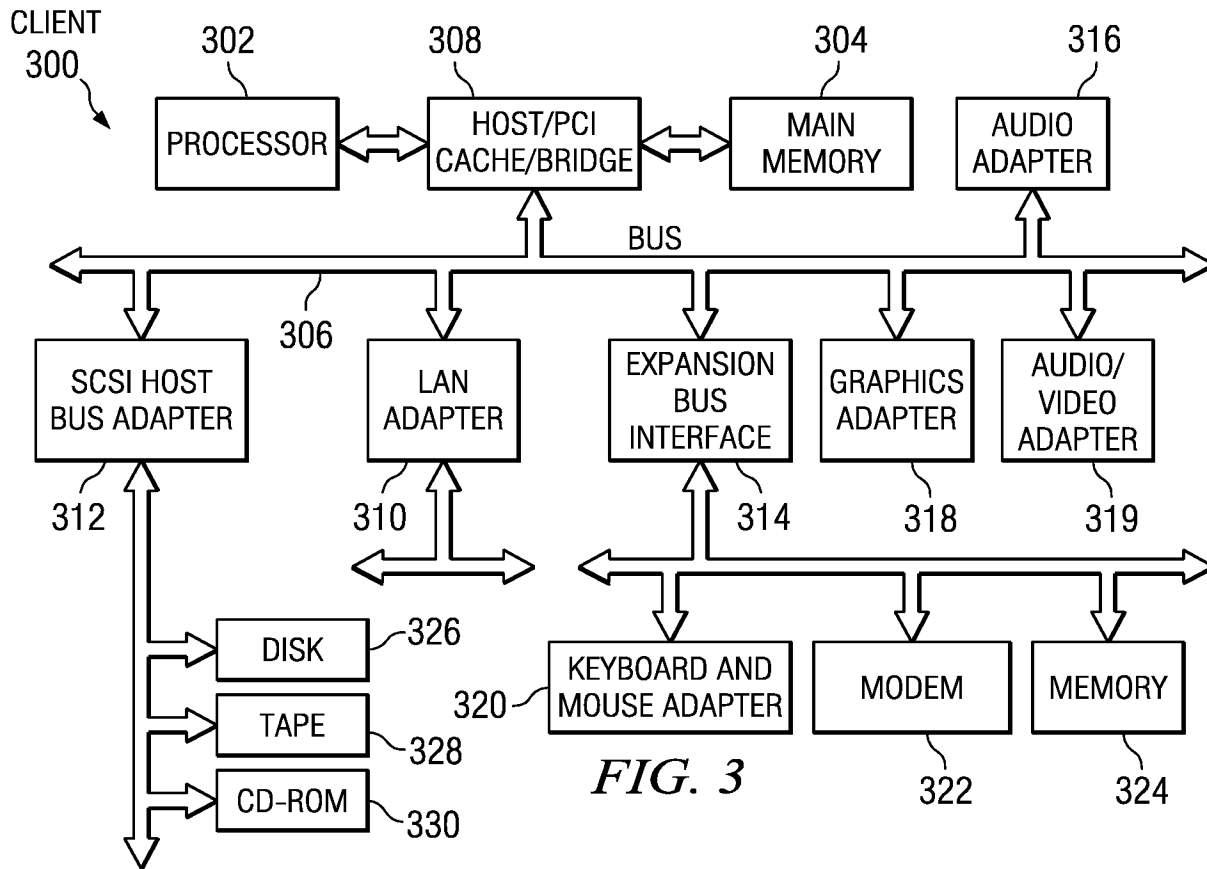 CLIENT
300
302
308
304
316
PROCESSOR
HOST/PCI
CACHE/BRIDGE
MAIN
MEMORY
AUDIO
ADAPTER
BUS
306
SCSI HOST
BUS ADAPTER
LAN
ADAPTER
EXPANSION
BUS
INTERFACE
GRAPHICS
ADAPTER
AUDIO/
VIDEO
ADAPTER
312
310
314
318
319
DISK
326
TAPE
328
CD-ROM
330
320
KEYBOARD AND
MOUSE ADAPTER
MODEM
MEMORY
322
324
FIG. 3